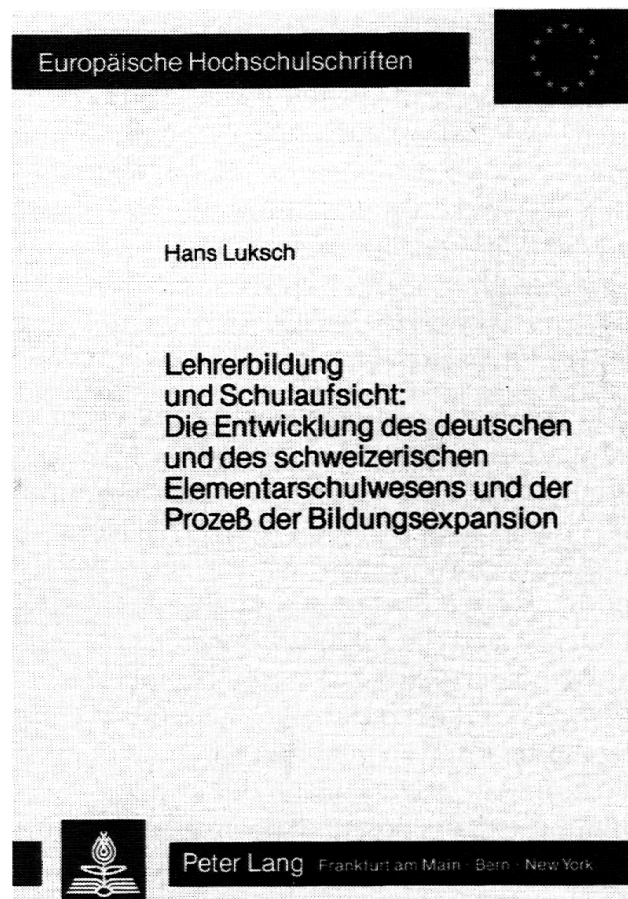 Europäische Hochschulschriften
Hans Luksch
Lehrerbildung
und Schulaufsicht:
Die Entwicklung des deutschen
und des schweizerischen
Elementarschulwesens und der
Prozeß der Bildungsexpansion
Peter Lang Frankfurt am Main · Bern · New York